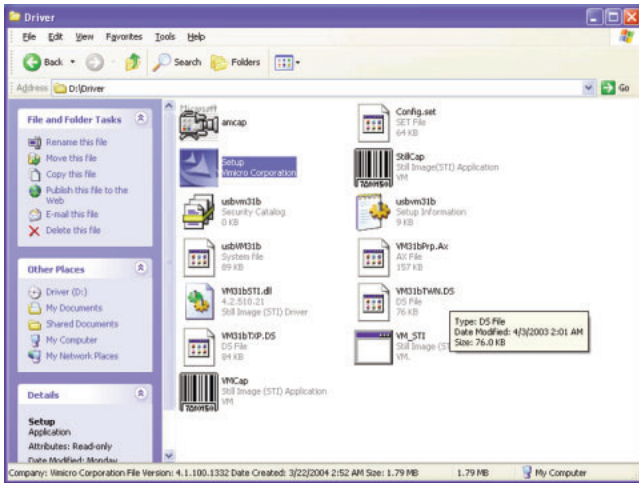 Driver
File Edit View Favorites Tools Help
Back Search Folders
Address D:\Driver Go
File and Folder Tasks
Rename this file
Move this file
Copy this file
Publish this file to the
Web
E-mail this file
Delete this file
Other Places
Driver (D:)
My Documents
Shared Documents
My Computer
My Network Places
Details
Setup
Application
Attributes: Read-only
Date Modified: Monday
Microsoft
amcap
Config.set
SET File
64 KB
Setup
Vimicro Corporation
StillCap
Still Image(STI) Application
VM
usbvm31b
Security Catalog
0 KB
usbvm31b
Setup Information
9 KB
usbVM31b
System file
89 KB
VM31bPrp.Ax
AX File
157 KB
VM31bSTI.dll
4.2.510.21
Still Image (STI) Driver
VM31bTWN.DS
DS File
76 KB
VM31bTXP.DS
DS File
84 KB
VM_STI
Still Image (ST
VM.
VMCap
Still Image (STI) Application
VM
Type: DS File
Date Modified: 4/3/2003 2:01 AM
Size: 76.0 KB
Company: Vimicro Corporation File Version: 4.1.100.1332 Date Created: 3/22/2004 2:52 AM Size: 1.79 MB 1.79 MB My Computer